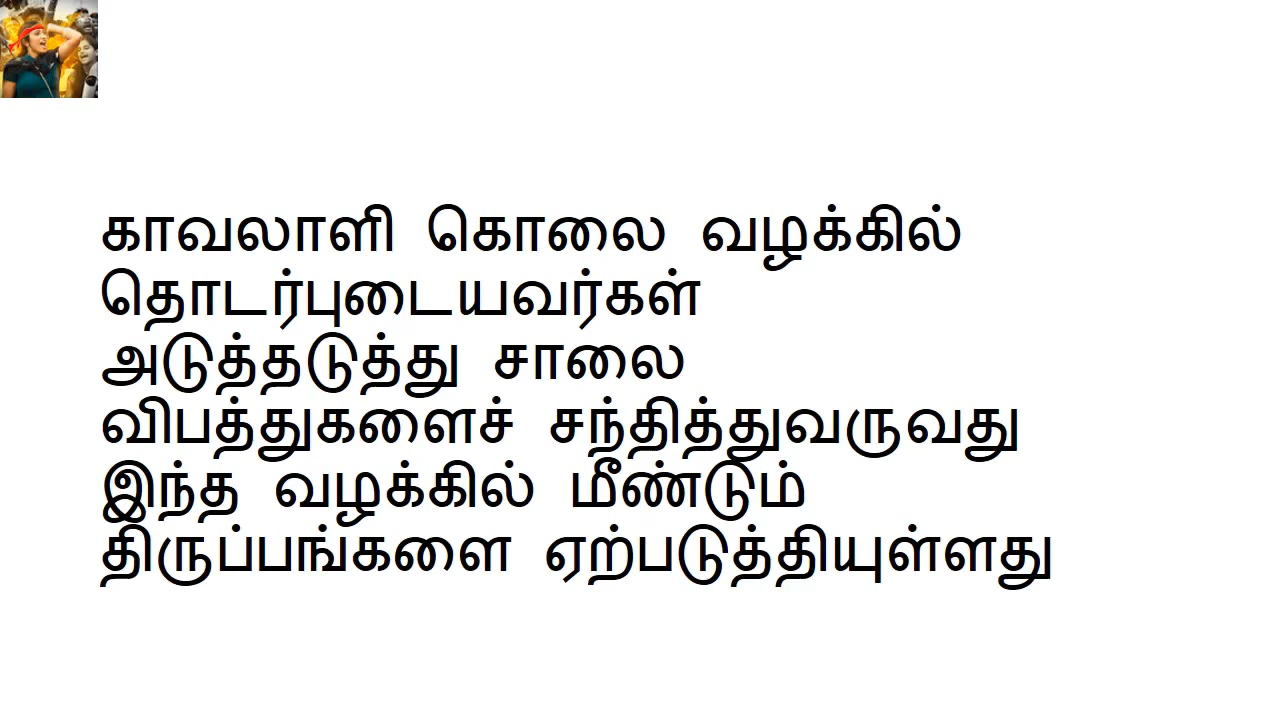 காவலாளி கொலை வழக்கில்
தொடர்புடையவர்கள்
அடுத்தடுத்து சாலை
விபத்துகளைச் சந்தித்துவருவது
இந்த வழக்கில் மீண்டும்
திருப்பங்களை ஏற்படுத்தியுள்ளது